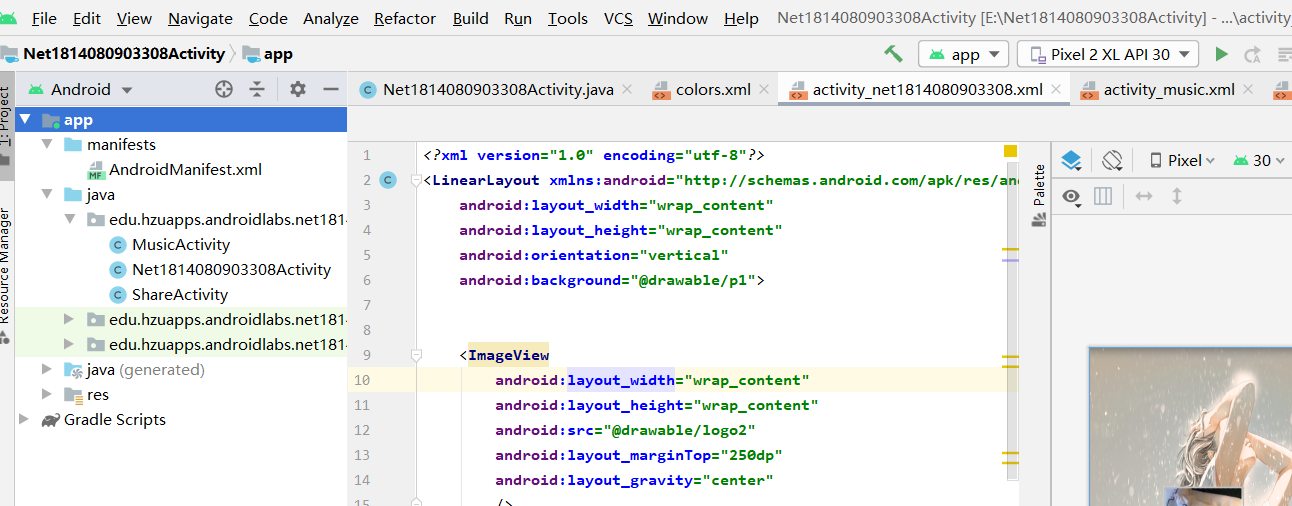 File Edit View Navigate Code Analyze Refactor Build Run Tools VCS Window Help Net1814080903308Activity [E:\Net1814080903308Activity] - ...\activity_
Net1814080903308Activity app app Pixel 2 XL API 30
1: Project
Resource Manager
Android
app
manifests
MF AndroidManifest.xml
java
edu.hzuapps.androidlabs.net181
C MusicActivity
C Net1814080903308Activity
C ShareActivity
edu.hzuapps.androidlabs.net181
edu.hzuapps.androidlabs.net181
java (generated)
res
Gradle Scripts
C Net1814080903308Activity.java colors.xml activity_net1814080903308.xml activity_music.xml
1 <?xml version="1.0" encoding="utf-8"?>
2 C <LinearLayout xmlns:android="http://schemas.android.com/apk/res/and
3 android:layout_width="wrap_content"
4 android:layout_height="wrap_content"
5 android:orientation="vertical"
6 android:background="@drawable/p1">
7
8
9 <ImageView
10 android:layout_width="wrap_content"
11 android:layout_height="wrap_content"
12 android:src="@drawable/logo2"
13 android:layout_marginTop="250dp"
14 android:layout_gravity="center"
15 />
Palette
Pixel 30